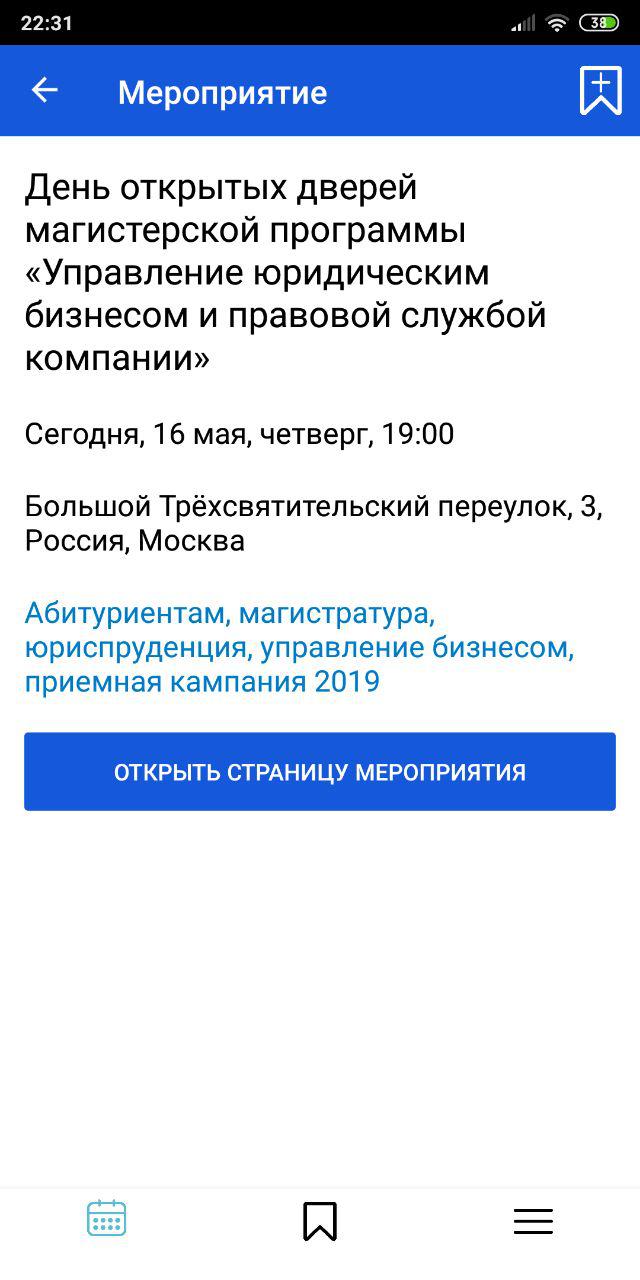 22:31
38
Мероприятие
День открытых дверей
магистерской программы
«Управление юридическим
бизнесом и правовой службой
компании»
Сегодня, 16 мая, четверг, 19:00
Большой Трёхсвятительский переулок, 3,
Россия, Москва
Абитуриентам, магистратура,
юриспруденция, управление бизнесом,
приемная кампания 2019
ОТКРЫТЬ СТРАНИЦУ МЕРОПРИЯТИЯ